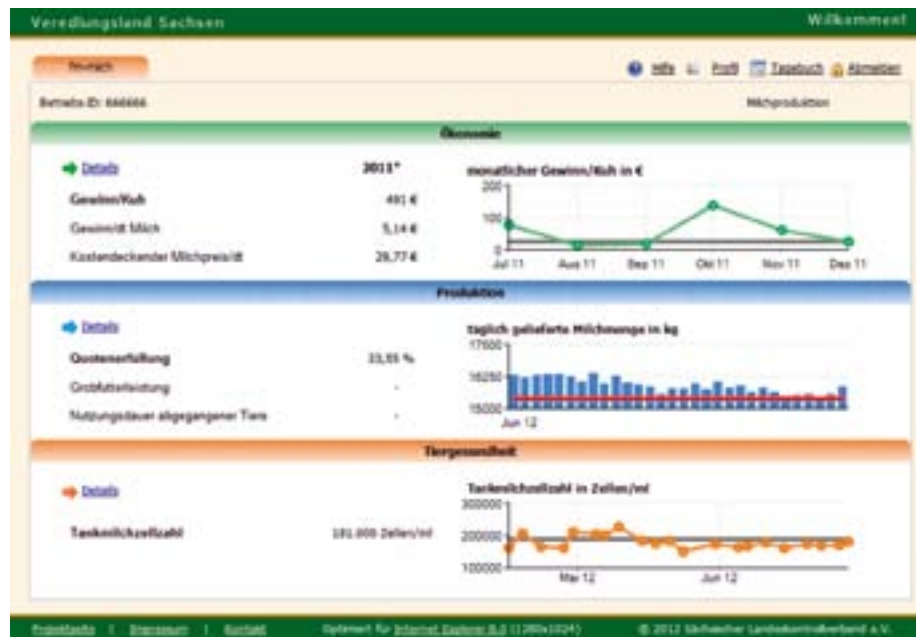 Veredlungsland Sachsen
Willkommen!
Hilfe Profil Tagebuch Abmelden
Betriebs ID: 666666
Milchproduktion
Ökonomie
Details
2011*
Gewinn/Kuh 491 €
Gewinn/dt Milch 5,14 €
Kostendeckender Milchpreis/dt 28,77 €
monatlicher Gewinn/Kuh in €
200
100
0
Jul 11 Aug 11 Sep 11 Okt 11 Nov 11 Dez 11
Produktion
Details
Quotenerfüllung 23,55 %
Grobfutterleistung -
Nutzungsdauer abgegangener Tiere -
täglich gelieferte Milchmenge in kg
17500
16250
15000
Jun 12
Tiergesundheit
Details
Tankmilchzellzahl 181.000 Zellen/ml
Tankmilchzellzahl in Zellen/ml
300000
200000
100000
Mai 12 Jun 12
Projektseite | Impressum | Kontakt
Optimiert für Internet Explorer 8.0 (1280x1024)
© 2012 Sächsischer Landeskontrollverband e.V.